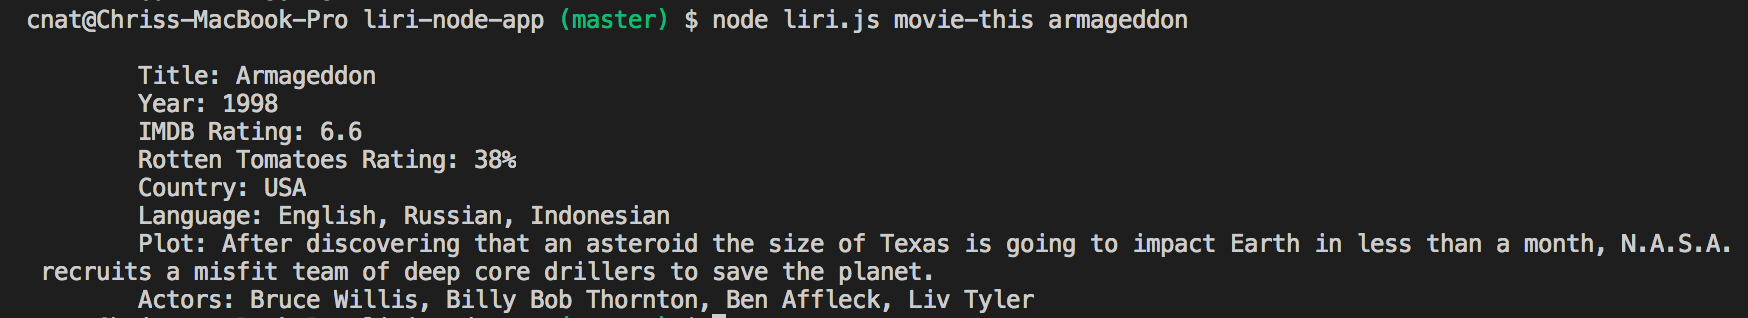 cnat@Chriss-MacBook-Pro liri-node-app (master) $ node liri.js movie-this armageddon
Title: Armageddon
Year: 1998
IMDB Rating: 6.6
Rotten Tomatoes Rating: 38%
Country: USA
Language: English, Russian, Indonesian
Plot: After discovering that an asteroid the size of Texas is going to impact Earth in less than a month, N.A.S.A.
recruits a misfit team of deep core drillers to save the planet.
Actors: Bruce Willis, Billy Bob Thornton, Ben Affleck, Liv Tyler